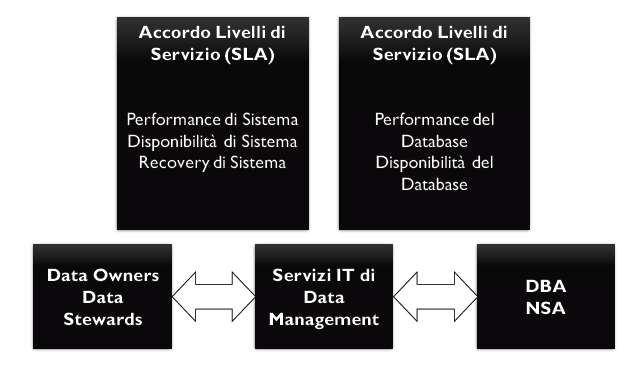 Accordo Livelli di
Servizio (SLA)
Performance di Sistema
Disponibilità di Sistema
Recovery di Sistema
Accordo Livelli di
Servizio (SLA)
Performance del
Database
Disponibilità del
Database
Data Owners
Data
Stewards
Servizi IT di
Data
Management
DBA
NSA